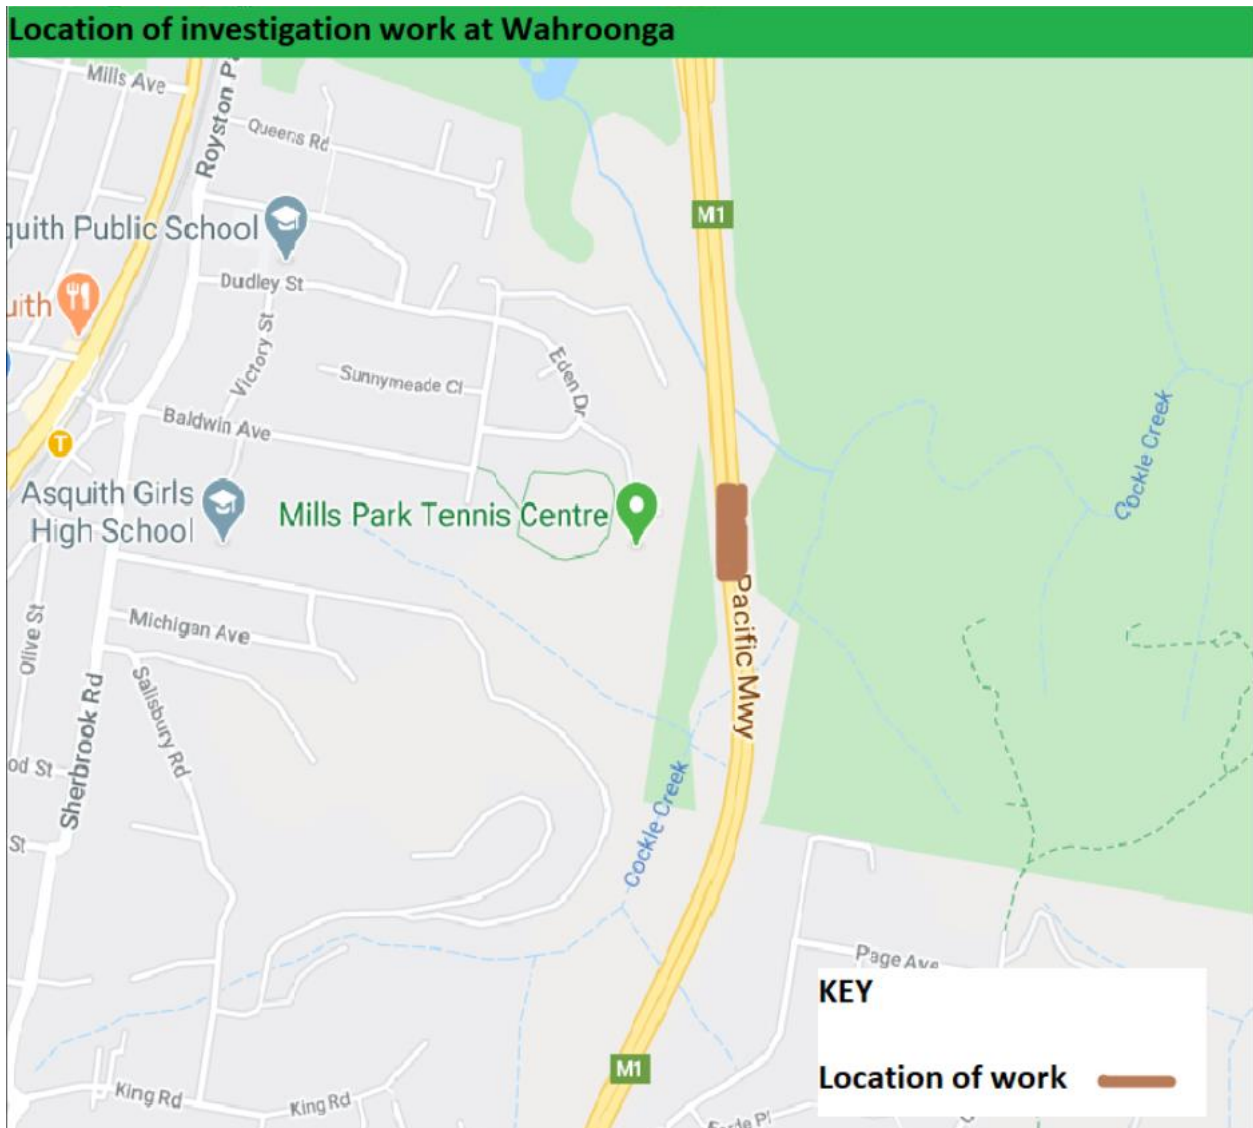 Location of investigation work at Wahroonga
Mills Ave
Royston Pa
Queens Rd
M1
quith Public School
Dudley St
uith
Victory St
Eden Dr
Sunnymeade Cl
Baldwin Ave
T
Cockle Creek
Asquith Girls
High School
Mills Park Tennis Centre
Pacific Mwy
Olive St
Michigan Ave
Salisbury Rd
Sherbrook Rd
od St
St
Cockle Creek
Page Ave
KEY
Location of work
M1
King Rd
King Rd